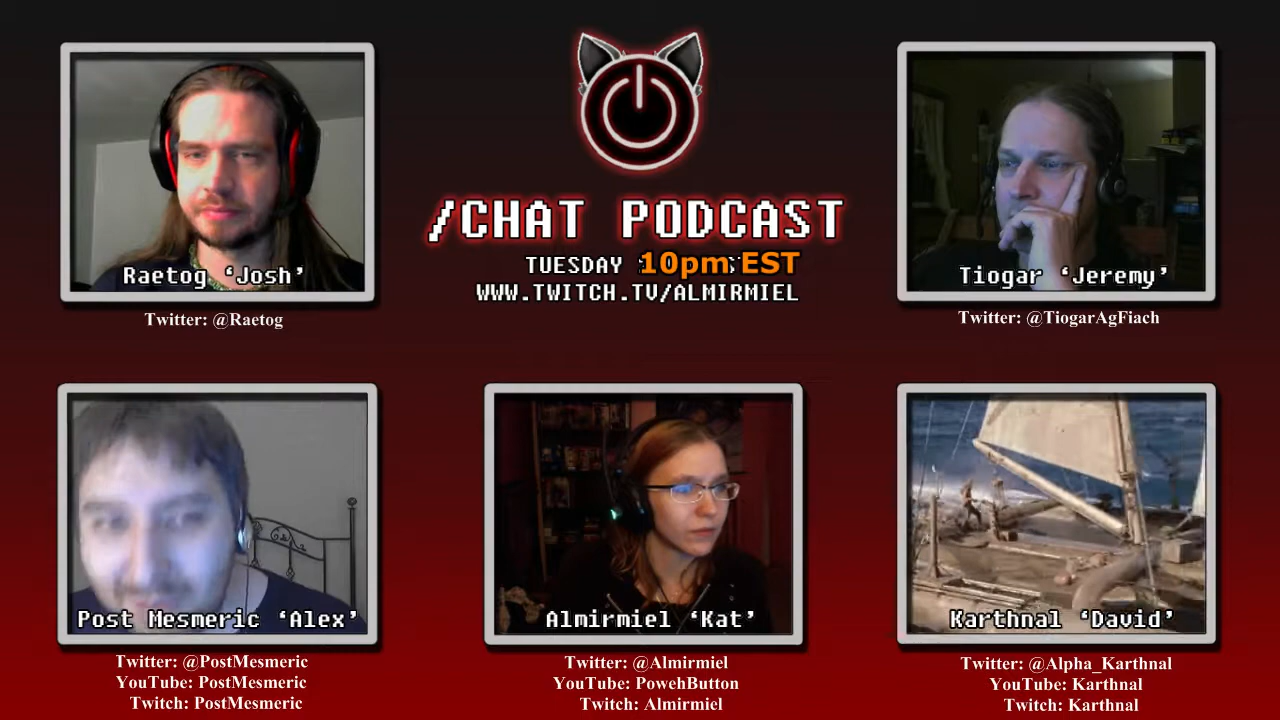 /CHAT PODCAST
TUESDAY 10pm EST
WWW.TWITCH.TV/ALMIRMIEL
Raetog ‘Josh’
Twitter: @Raetog
Tiogar ‘Jeremy’
Twitter: @TiogarAgFiach
Post Mesmeric ‘Alex’
Twitter: @PostMesmeric
YouTube: PostMesmeric
Twitch: PostMesmeric
Almirmiel ‘Kat’
Twitter: @Almirmiel
YouTube: PowehButton
Twitch: Almirmiel
Karthnal ‘David’
Twitter: @Alpha_Karthnal
YouTube: Karthnal
Twitch: Karthnal